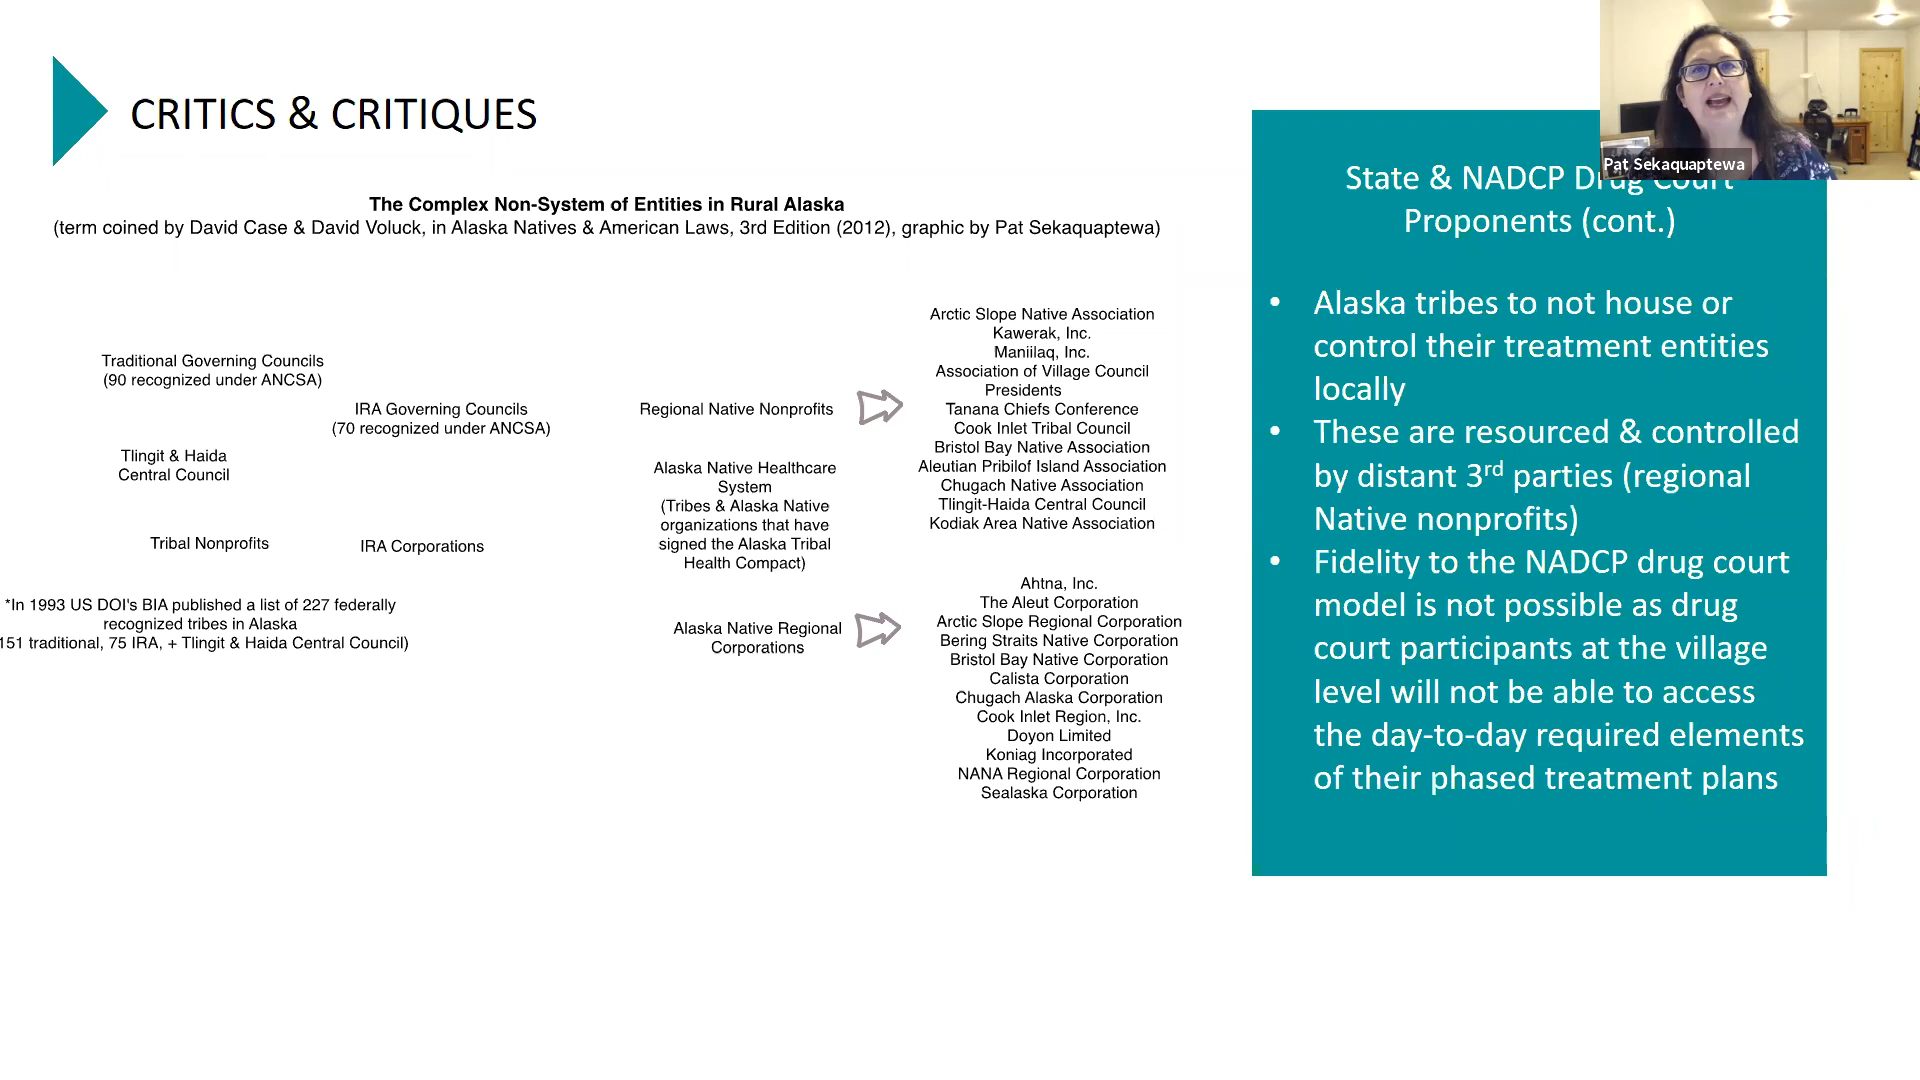 CRITICS & CRITIQUES
The Complex Non-System of Entities in Rural Alaska
(term coined by David Case & David Voluck, in Alaska Natives & American Laws, 3rd Edition (2012), graphic by Pat Sekaquaptewa)
Traditional Governing Councils
(90 recognized under ANCSA)
IRA Governing Councils
(70 recognized under ANCSA)
Tlingit & Haida
Central Council
Tribal Nonprofits
IRA Corporations
*In 1993 US DOI's BIA published a list of 227 federally
recognized tribes in Alaska
151 traditional, 75 IRA, + Tlingit & Haida Central Council)
Regional Native Nonprofits
Alaska Native Healthcare
System
(Tribes & Alaska Native
organizations that have
signed the Alaska Tribal
Health Compact)
Alaska Native Regional
Corporations
Arctic Slope Native Association
Kawerak, Inc.
Maniilaq, Inc.
Association of Village Council
Presidents
Tanana Chiefs Conference
Cook Inlet Tribal Council
Bristol Bay Native Association
Aleutian Pribilof Island Association
Chugach Native Association
Tlingit-Haida Central Council
Kodiak Area Native Association
Ahtna, Inc.
The Aleut Corporation
Arctic Slope Regional Corporation
Bering Straits Native Corporation
Bristol Bay Native Corporation
Calista Corporation
Chugach Alaska Corporation
Cook Inlet Region, Inc.
Doyon Limited
Koniag Incorporated
NANA Regional Corporation
Sealaska Corporation
Pat Sekaquaptewa
State & NADCP Drug Court
Proponents (cont.)
• Alaska tribes to not house or
control their treatment entities
locally
• These are resourced & controlled
by distant 3rd parties (regional
Native nonprofits)
• Fidelity to the NADCP drug court
model is not possible as drug
court participants at the village
level will not be able to access
the day-to-day required elements
of their phased treatment plans